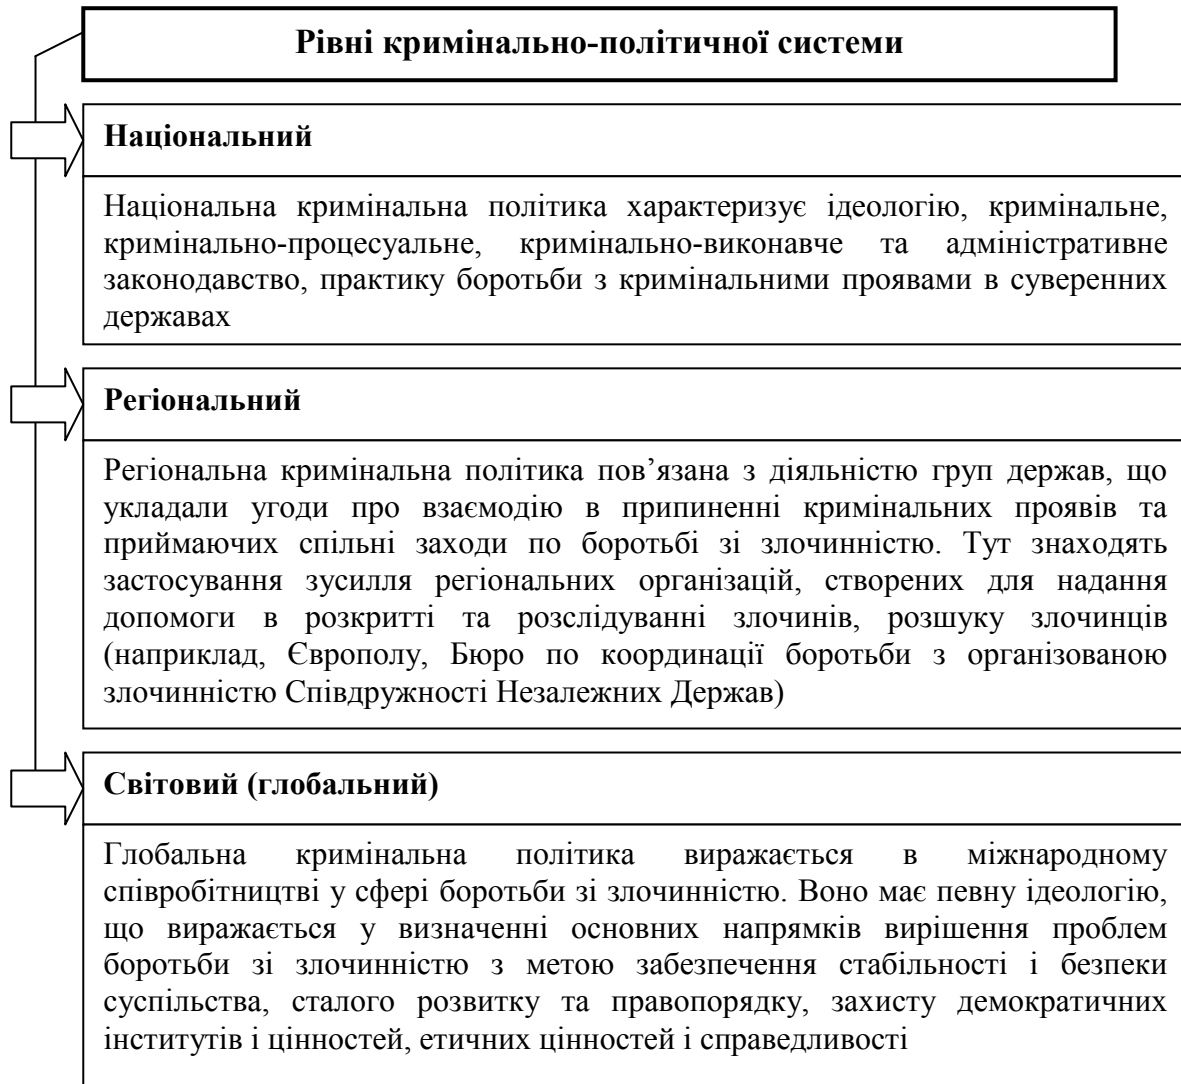 Рівні кримінально-політичної системи
Національний
Національна кримінальна політика характеризує ідеологію, кримінальне,
кримінально-процесуальне, кримінально-виконавче та адміністративне
законодавство, практику боротьби з кримінальними проявами в суверенних
державах
Регіональний
Регіональна кримінальна політика пов’язана з діяльністю груп держав, що
укладали угоди про взаємодію в припиненні кримінальних проявів та
приймаючих спільні заходи по боротьбі зі злочинністю. Тут знаходять
застосування зусилля регіональних організацій, створених для надання
допомоги в розкритті та розслідуванні злочинів, розшуку злочинців
(наприклад, Європолу, Бюро по координації боротьби з організованою
злочинністю Співдружності Незалежних Держав)
Світовий (глобальний)
Глобальна кримінальна політика виражається в міжнародному
співробітництві у сфері боротьби зі злочинністю. Воно має певну ідеологію,
що виражається у визначенні основних напрямків вирішення проблем
боротьби зі злочинністю з метою забезпечення стабільності і безпеки
суспільства, сталого розвитку та правопорядку, захисту демократичних
інститутів і цінностей, етичних цінностей і справедливості